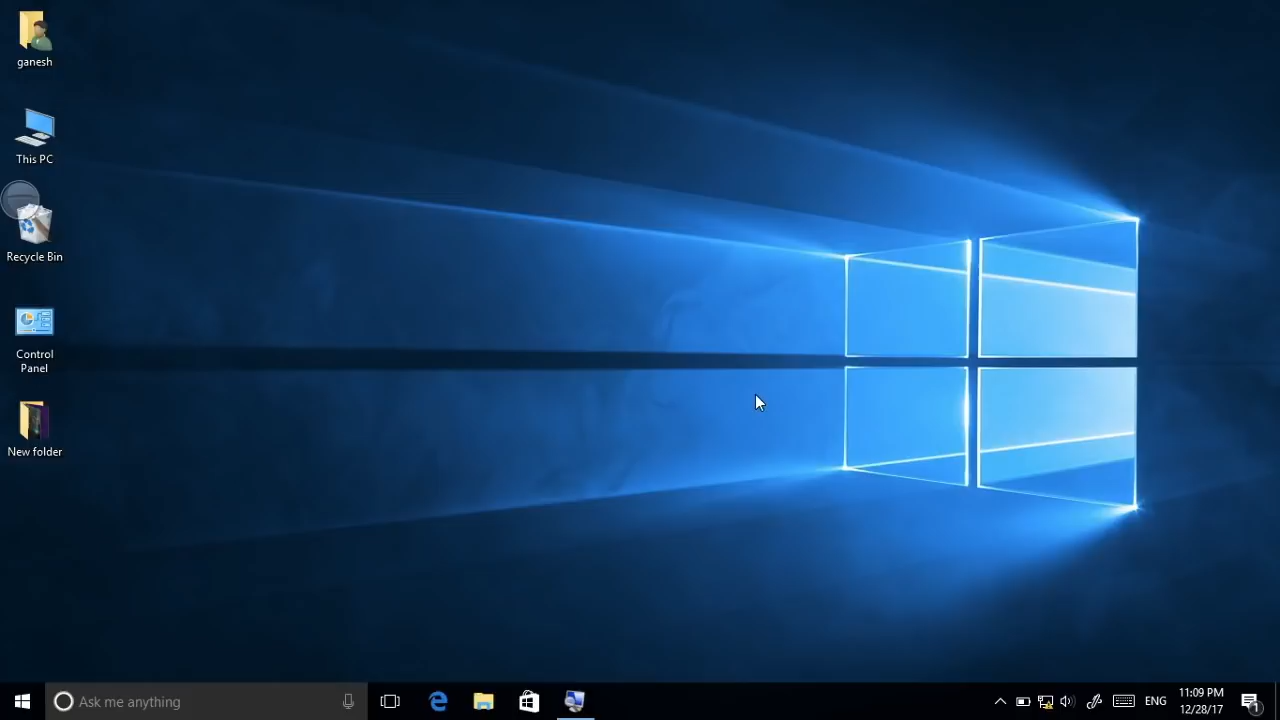 ganesh
This PC
Recycle Bin
Control
Panel
New folder
Ask me anything
ENG
11:09 PM
12/28/17
1